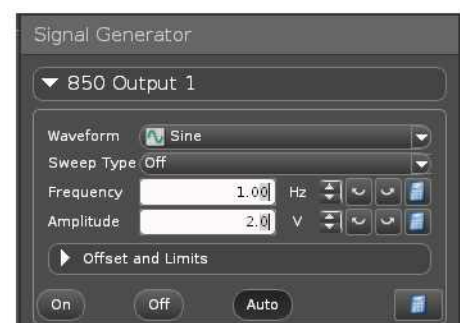 Signal Generator
850 Output 1
Waveform Sine
Sweep Type Off
Frequency 1.00 Hz
Amplitude 2.0 V
Offset and Limits
On Off Auto